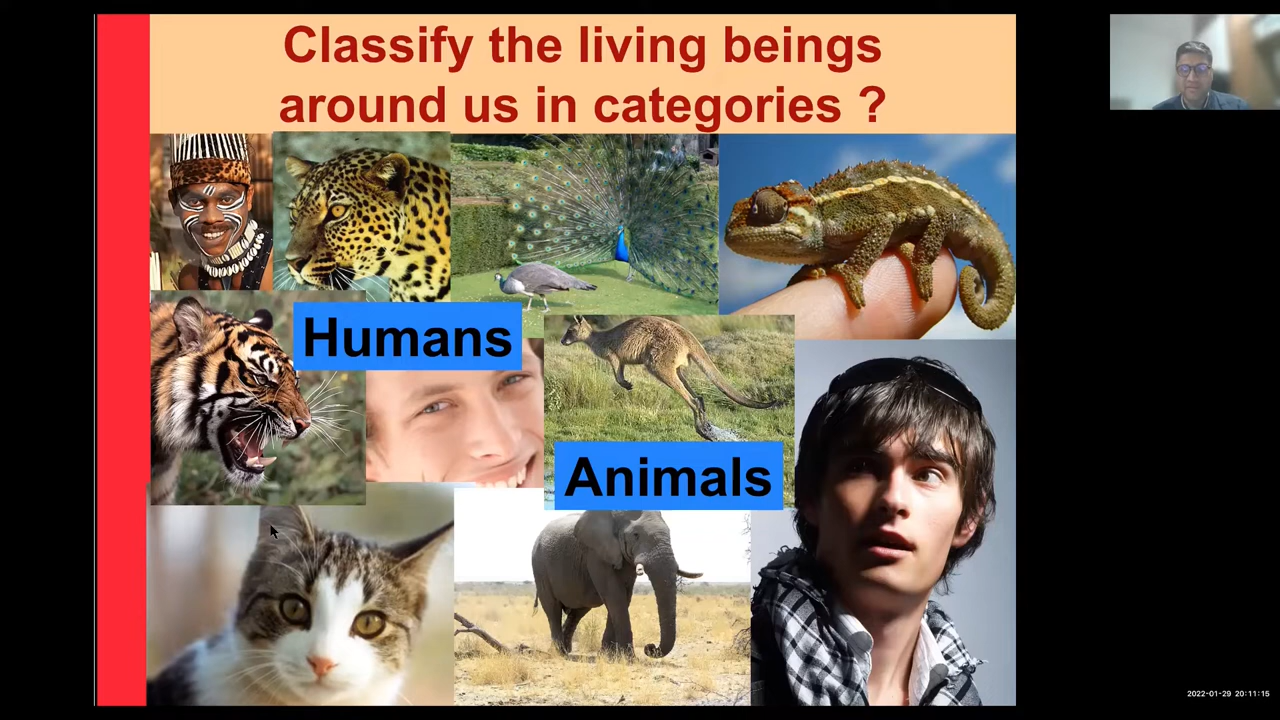 Classify the living beings
around us in categories ?
Humans
Animals
2022-01-29 20:11:15